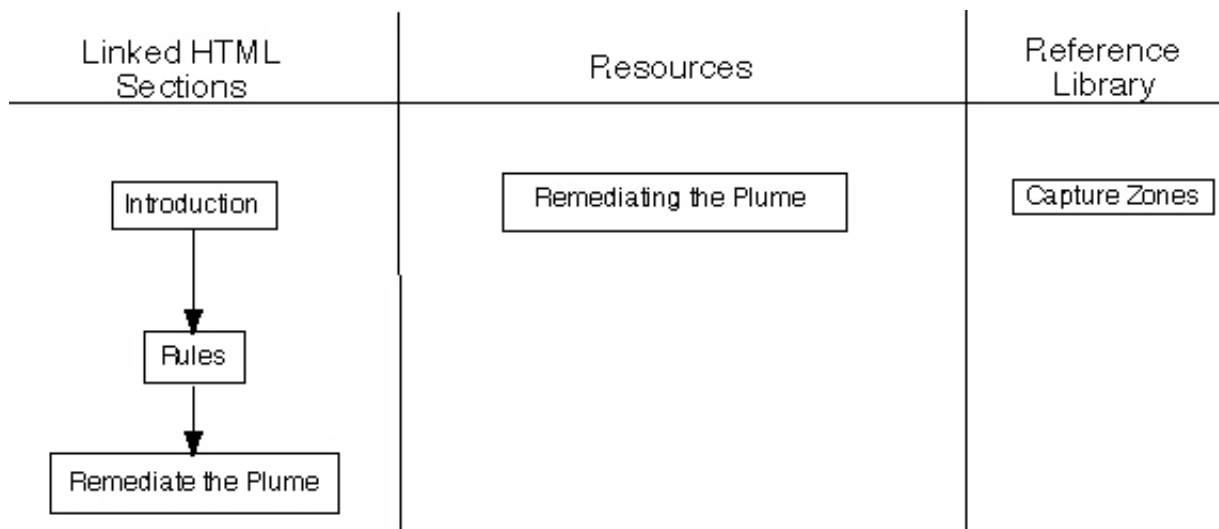 Linked HTML
Sections
Resources
Reference
Library
Introduction
Remediating the Plume
Capture Zones
Rules
Remediate the Plume